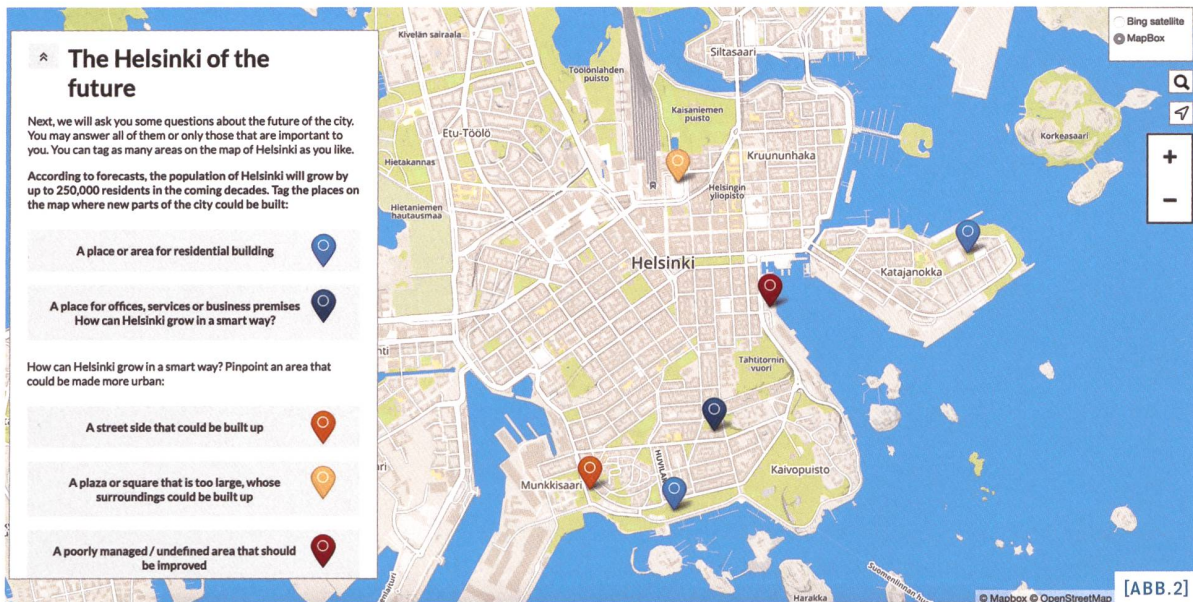 The Helsinki of the
future
Next, we will ask you some questions about the future of the city.
You may answer all of them or only those that are important to
you. You can tag as many areas on the map of Helsinki as you like.
According to forecasts, the population of Helsinki will grow by
up to 250,000 residents in the coming decades. Tag the places on
the map where new parts of the city could be built:
A place or area for residential building
A place for offices, services or business premises
How can Helsinki grow in a smart way?
How can Helsinki grow in a smart way? Pinpoint an area that
could be made more urban:
A street side that could be built up
A plaza or square that is too large, whose
surroundings could be built up
A poorly managed / undefined area that should
be improved
Kivelän sairaala
Töölönlahden
puisto
Siltasaari
Kaisaniemen
puisto
Etu-Töölö
Hietakannas
Kruununhaka
Helsingin
yliopisto
Hietaniemen
hautausmaa
Korkeasaari
Helsinki
Katajanokka
Tähtitornin
vuori
Munkkisaari
Kaivopuisto
Harakka
Bing satellite
MapBox
+
−
© Mapbox © OpenStreetMap
[ABB.2]